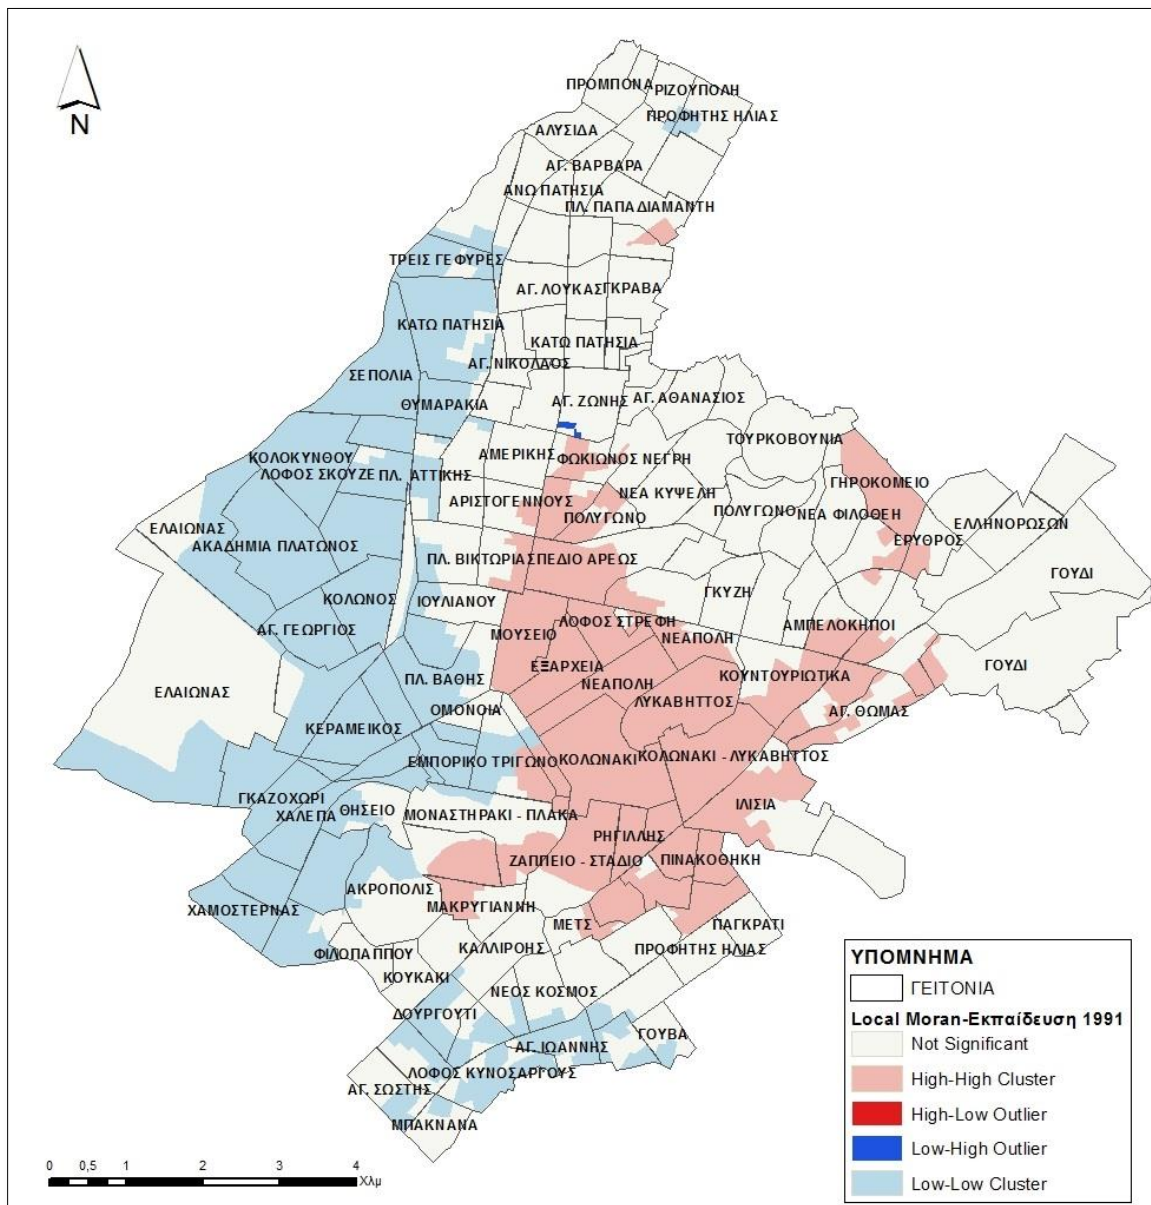 N
ΠΡΟΜΠΟΝΑ
ΡΙΖΟΥΠΟΛΗ
ΠΡΟΦΗΤΗΣ ΗΛΙΑΣ
ΑΛΥΣΙΔΑ
ΑΓ. ΒΑΡΒΑΡΑ
ΑΝΩ ΠΑΤΗΣΙΑ
ΠΛ. ΠΑΠΑΔΙΑΜΑΝΤΗ
ΤΡΕΙΣ ΓΕΦΥΡΕΣ
ΑΓ. ΛΟΥΚΑΣ
ΓΚΡΑΒΑ
ΚΑΤΩ ΠΑΤΗΣΙΑ
ΚΑΤΩ ΠΑΤΗΣΙΑ
ΑΓ. ΝΙΚΟΛΑΟΣ
ΣΕΠΟΛΙΑ
ΘΥΜΑΡΑΚΙΑ
ΑΓ. ΖΩΝΗΣ
ΑΓ. ΑΘΑΝΑΣΙΟΣ
ΤΟΥΡΚΟΒΟΥΝΙΑ
ΚΟΛΟΚΥΝΘΟΥ
ΛΟΦΟΣ ΣΚΟΥΖΕ
ΠΛ. ΑΤΤΙΚΗΣ
ΑΜΕΡΙΚΗΣ
ΦΩΚΙΩΝΟΣ ΝΕΓΡΗ
ΓΗΡΟΚΟΜΕΙΟ
ΑΡΙΣΤΟΓΕΝΝΟΥΣ
ΝΕΑ ΚΥΨΕΛΗ
ΠΟΛΥΓΩΝΟ
ΠΟΛΥΓΩΝΟ
ΝΕΑ ΦΙΛΟΘΕΗ
ΕΛΛΗΝΟΡΩΣΩΝ
ΕΡΥΘΡΟΣ
ΕΛΑΙΩΝΑΣ
ΑΚΑΔΗΜΙΑ ΠΛΑΤΩΝΟΣ
ΠΛ. ΒΙΚΤΩΡΙΑΣ
ΠΕΔΙΟ ΑΡΕΩΣ
ΓΟΥΔΙ
ΚΟΛΩΝΟΣ
ΙΟΥΛΙΑΝΟΥ
ΓΚΥΖΗ
ΑΓ. ΓΕΩΡΓΙΟΣ
ΜΟΥΣΕΙΟ
ΛΟΦΟΣ ΣΤΡΕΦΗ
ΝΕΑΠΟΛΗ
ΑΜΠΕΛΟΚΗΠΟΙ
ΓΟΥΔΙ
ΕΛΑΙΩΝΑΣ
ΠΛ. ΒΑΘΗΣ
ΕΞΑΡΧΕΙΑ
ΝΕΑΠΟΛΗ
ΚΟΥΝΤΟΥΡΙΩΤΙΚΑ
ΟΜΟΝΟΙΑ
ΛΥΚΑΒΗΤΤΟΣ
ΑΓ. ΘΩΜΑΣ
ΚΕΡΑΜΕΙΚΟΣ
ΕΜΠΟΡΙΚΟ ΤΡΙΓΩΝΟ
ΚΟΛΩΝΑΚΙ
ΚΟΛΩΝΑΚΙ - ΛΥΚΑΒΗΤΤΟΣ
ΓΚΑΖΟΧΩΡΙ
ΧΑΛΕΠΑ
ΘΗΣΕΙΟ
ΜΟΝΑΣΤΗΡΑΚΙ - ΠΛΑΚΑ
ΙΛΙΣΙΑ
ΡΗΓΙΛΛΗΣ
ΖΑΠΠΕΙΟ - ΣΤΑΔΙΟ
ΠΙΝΑΚΟΘΗΚΗ
ΑΚΡΟΠΟΛΙΣ
ΧΑΜΟΣΤΕΡΝΑΣ
ΜΑΚΡΥΓΙΑΝΝΗ
ΜΕΤΣ
ΠΑΓΚΡΑΤΙ
ΦΙΛΟΠΑΠΠΟΥ
ΚΑΛΛΙΡΟΗΣ
ΠΡΟΦΗΤΗΣ ΗΛΙΑΣ
ΚΟΥΚΑΚΙ
ΝΕΟΣ ΚΟΣΜΟΣ
ΔΟΥΡΓΟΥΤΙ
ΓΟΥΒΑ
ΑΓ. ΙΩΑΝΝΗΣ
ΛΟΦΟΣ ΚΥΝΟΣΑΡΓΟΥΣ
ΑΓ. ΣΩΣΤΗΣ
ΜΠΑΚΝΑΝΑ
ΥΠΟΜΝΗΜΑ
ΓΕΙΤΟΝΙΑ
Local Moran-Εκπαίδευση 1991
Not Significant
High-High Cluster
High-Low Outlier
Low-High Outlier
Low-Low Cluster
0 0,5 1 2 3 4
Χλμ